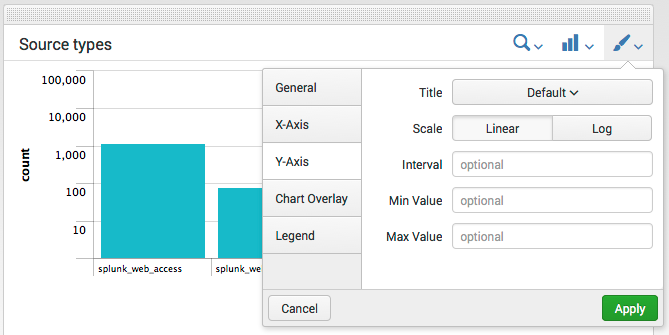 Source types
100,000
10,000
1,000
100
10
count
splunk_web_access
splunk_we
General
X-Axis
Y-Axis
Chart Overlay
Legend
Title Default
Scale Linear Log
Interval optional
Min Value optional
Max Value optional
Cancel Apply